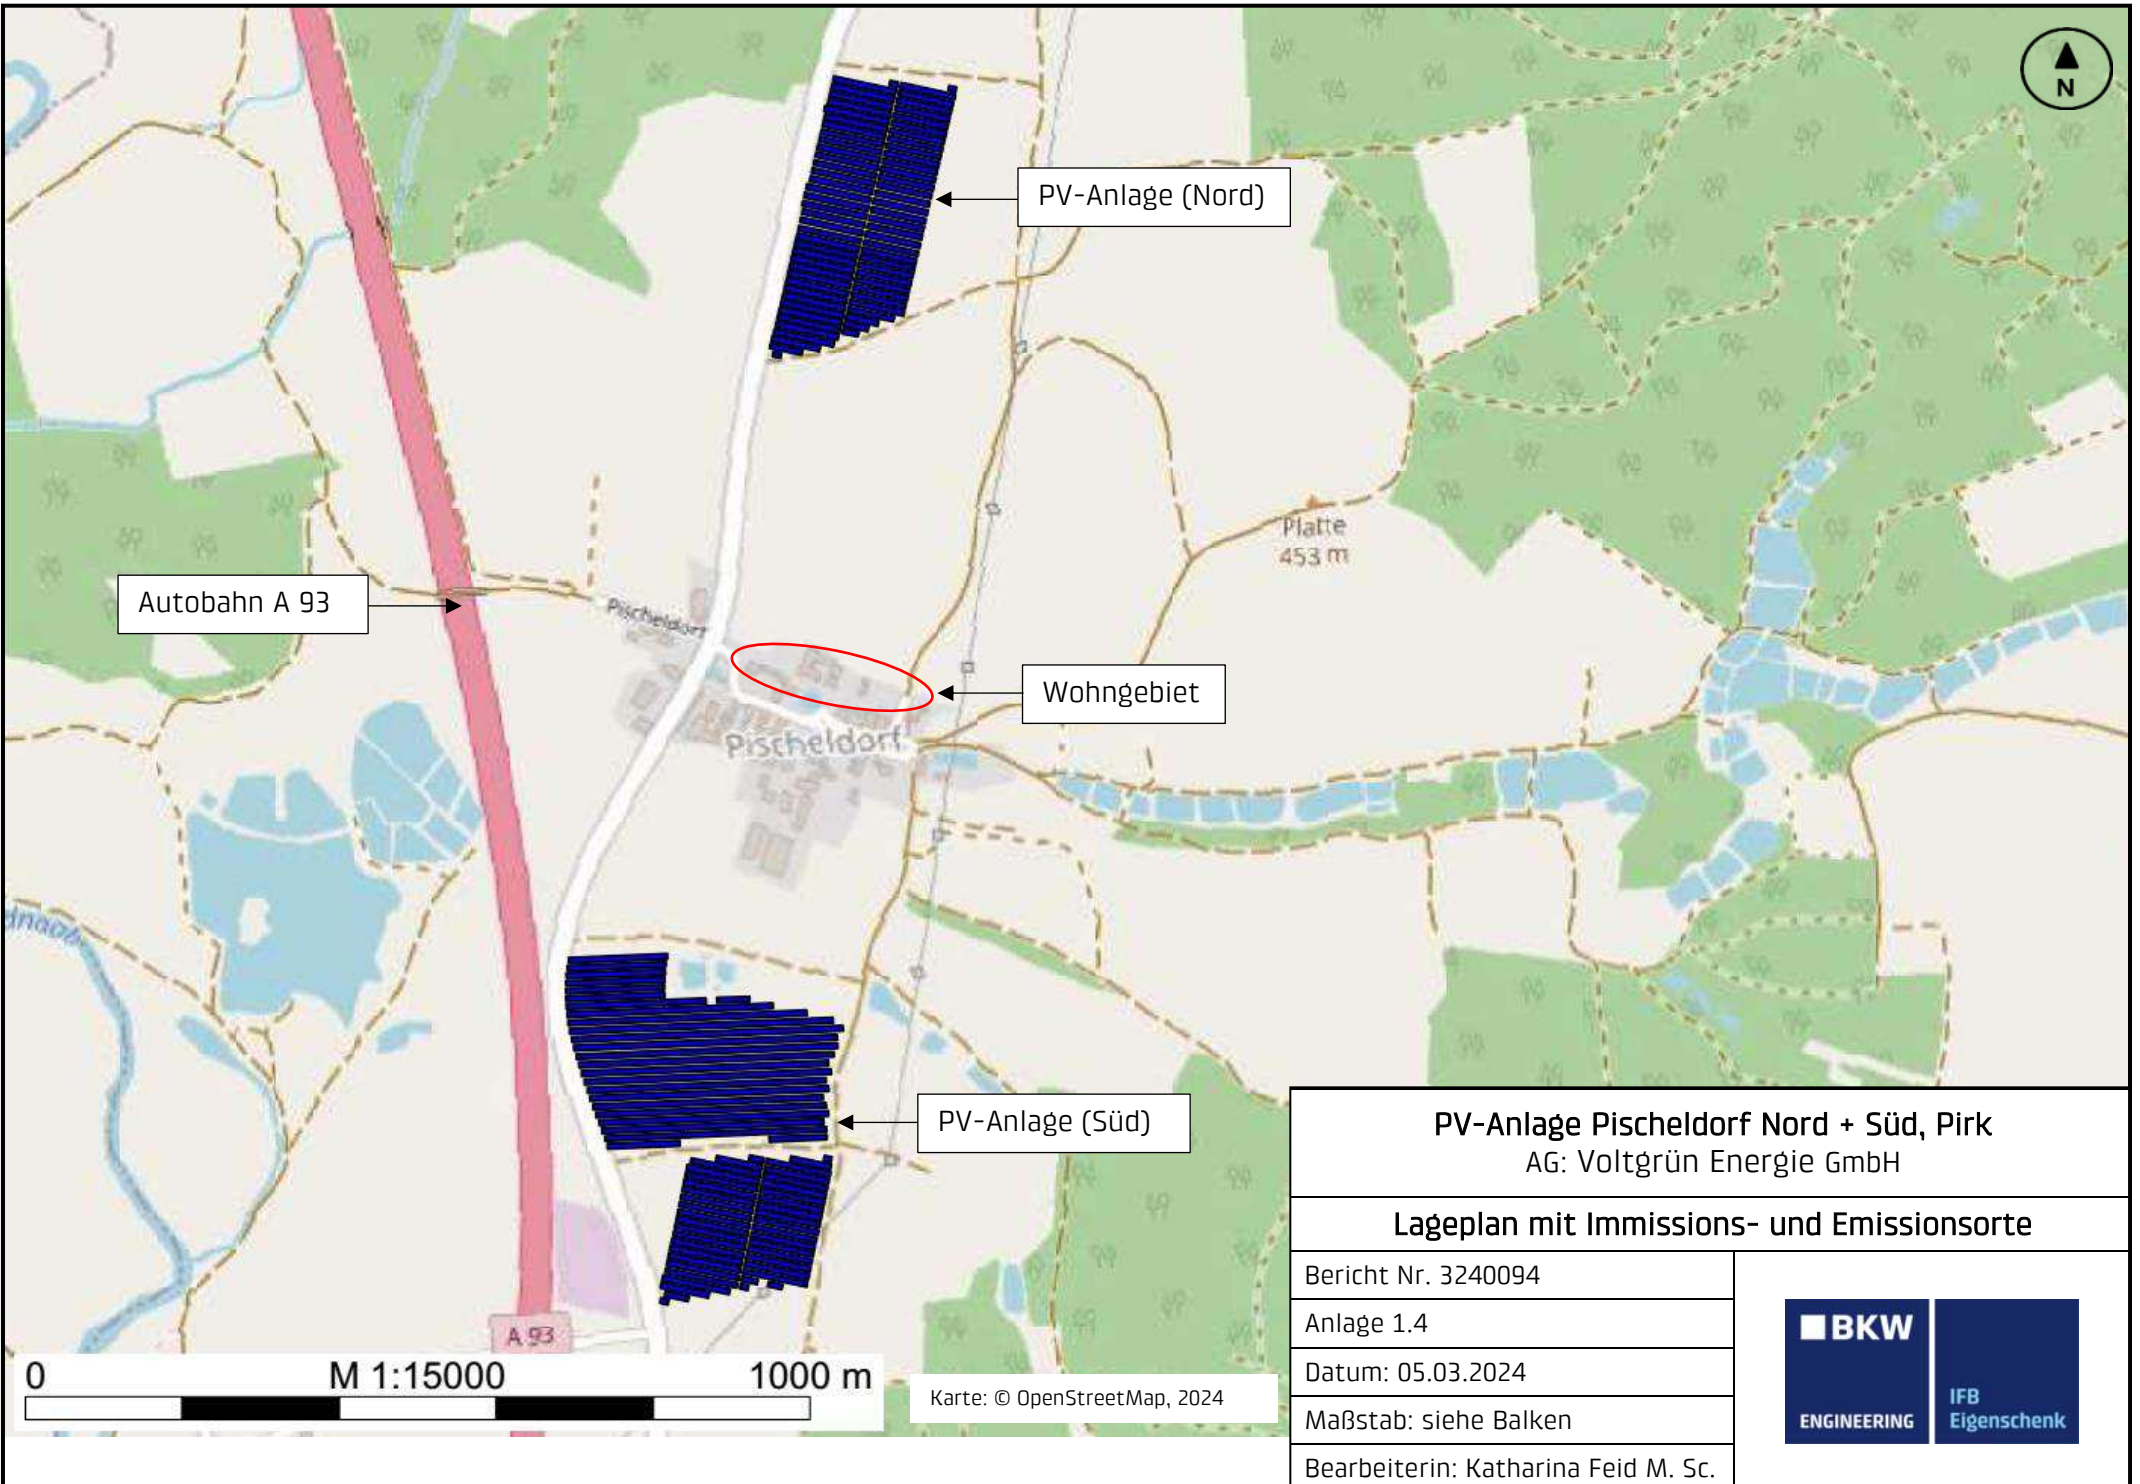 N
PV-Anlage (Nord)
Platte
453 m
Autobahn A 93
Pischeldorf
Wohngebiet
Pischeldorf
PV-Anlage (Süd)
A 93
0 M 1:15000 1000 m
Karte: © OpenStreetMap, 2024
PV-Anlage Pischeldorf Nord + Süd, Pirk
AG: Voltgrün Energie GmbH
Lageplan mit Immissions- und Emissionsorte
Bericht Nr. 3240094
Anlage 1.4
Datum: 05.03.2024
Maßstab: siehe Balken
Bearbeiterin: Katharina Feid M. Sc.
BKW
ENGINEERING
IFB
Eigenschenk